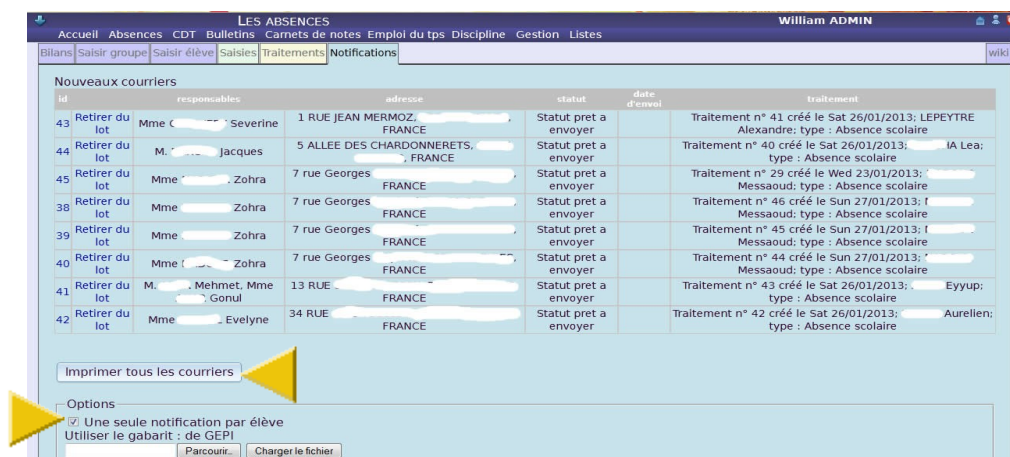 LES ABSENCES William ADMIN
Accueil Absences CDT Bulletins Carnets de notes Emploi du tps Discipline Gestion Listes
Bilans Saisir groupe Saisir élève Saisies Traitements Notifications wiki
Nouveaux courriers
id responsables adresse statut date d'envoi traitement
43 Retirer du lot Mme Severine 1 RUE JEAN MERMOZ, FRANCE Statut pret a envoyer Traitement n° 41 créé le Sat 26/01/2013; LEPEYTRE Alexandre; type : Absence scolaire
44 Retirer du lot M. Jacques 5 ALLEE DES CHARDONNERETS, , FRANCE Statut pret a envoyer Traitement n° 40 créé le Sat 26/01/2013; Lea; type : Absence scolaire
45 Retirer du lot Mme Zohra 7 rue Georges FRANCE Statut pret a envoyer Traitement n° 29 créé le Wed 23/01/2013; Messaoud; type : Absence scolaire
38 Retirer du lot Mme Zohra 7 rue Georges , FRANCE Statut pret a envoyer Traitement n° 46 créé le Sun 27/01/2013; Messaoud; type : Absence scolaire
39 Retirer du lot Mme Zohra 7 rue Georges , FRANCE Statut pret a envoyer Traitement n° 45 créé le Sun 27/01/2013; Messaoud; type : Absence scolaire
40 Retirer du lot Mme Zohra 7 rue Georges , FRANCE Statut pret a envoyer Traitement n° 44 créé le Sun 27/01/2013; Messaoud; type : Absence scolaire
41 Retirer du lot M. Mehmet, Mme Gonul 13 RUE FRANCE Statut pret a envoyer Traitement n° 43 créé le Sat 26/01/2013; Eyyup; type : Absence scolaire
42 Retirer du lot Mme Evelyne 34 RUE FRANCE Statut pret a envoyer Traitement n° 42 créé le Sat 26/01/2013; Aurelien; type : Absence scolaire
Imprimer tous les courriers
Options
Une seule notification par élève
Utiliser le gabarit : de GEPI
Parcourir... Charger le fichier